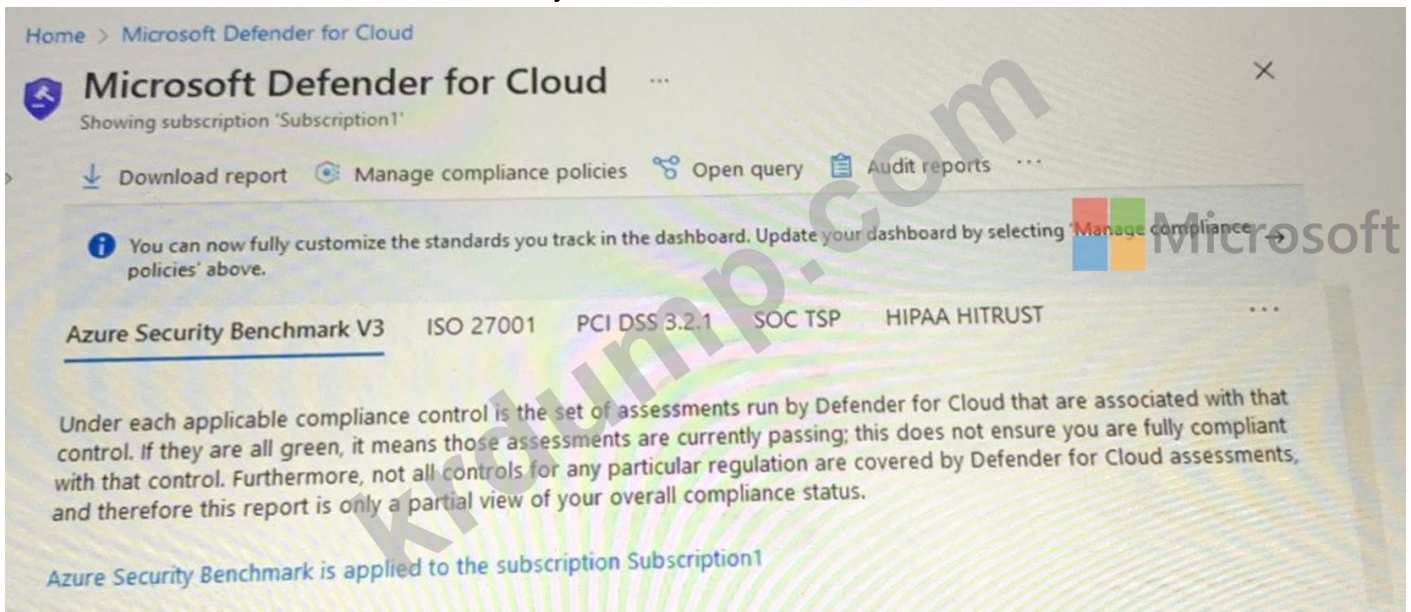 Home > Microsoft Defender for Cloud
Microsoft Defender for Cloud ...
Showing subscription 'Subscription1'
Download report Manage compliance policies Open query Audit reports ...
You can now fully customize the standards you track in the dashboard. Update your dashboard by selecting 'Manage compliance
policies' above.
Microsoft
Azure Security Benchmark V3 ISO 27001 PCI DSS 3.2.1 SOC TSP HIPAA HITRUST ...
Under each applicable compliance control is the set of assessments run by Defender for Cloud that are associated with that
control. If they are all green, it means those assessments are currently passing; this does not ensure you are fully compliant
with that control. Furthermore, not all controls for any particular regulation are covered by Defender for Cloud assessments,
and therefore this report is only a partial view of your overall compliance status.
Azure Security Benchmark is applied to the subscription Subscription1
krdump.com